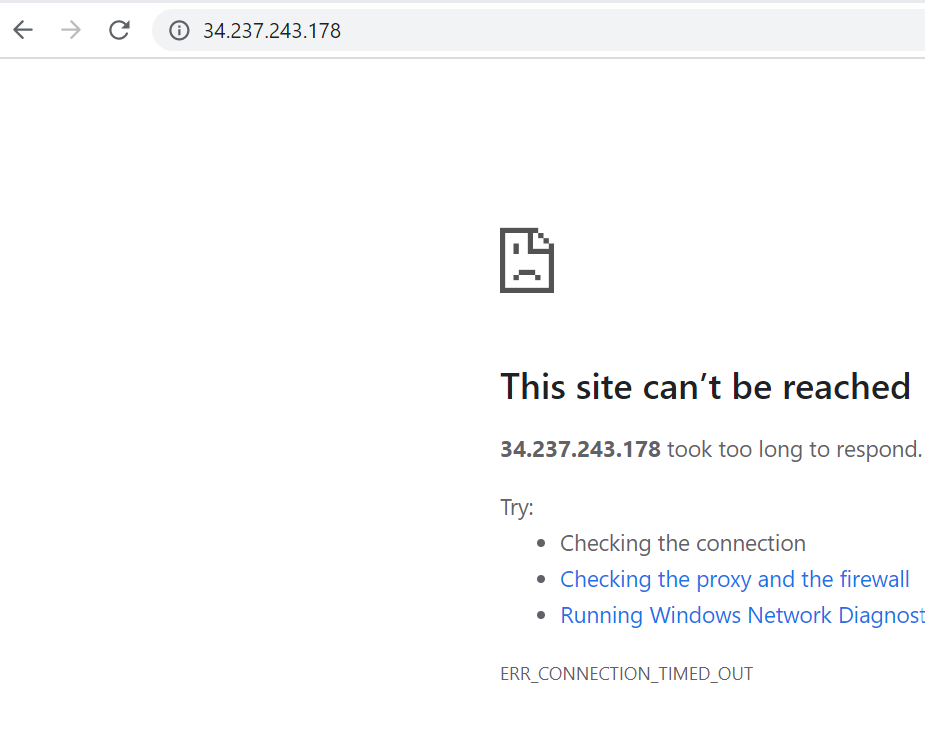 34.237.243.178
This site can’t be reached
34.237.243.178 took too long to respond.
Try:
Checking the connection
Checking the proxy and the firewall
Running Windows Network Diagnost
ERR_CONNECTION_TIMED_OUT